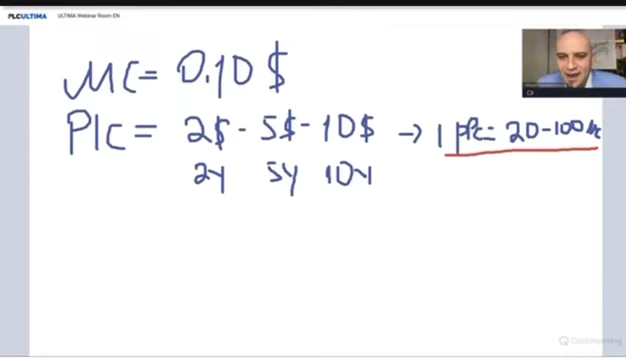 PLCULTIMA ULTIMA Webinar Room EN
MC = 0.10 $
Plc = 2$ - 5$ - 10$ → 1 plc = 20-100 Mc
2y 5y 10y
ClickMeeting